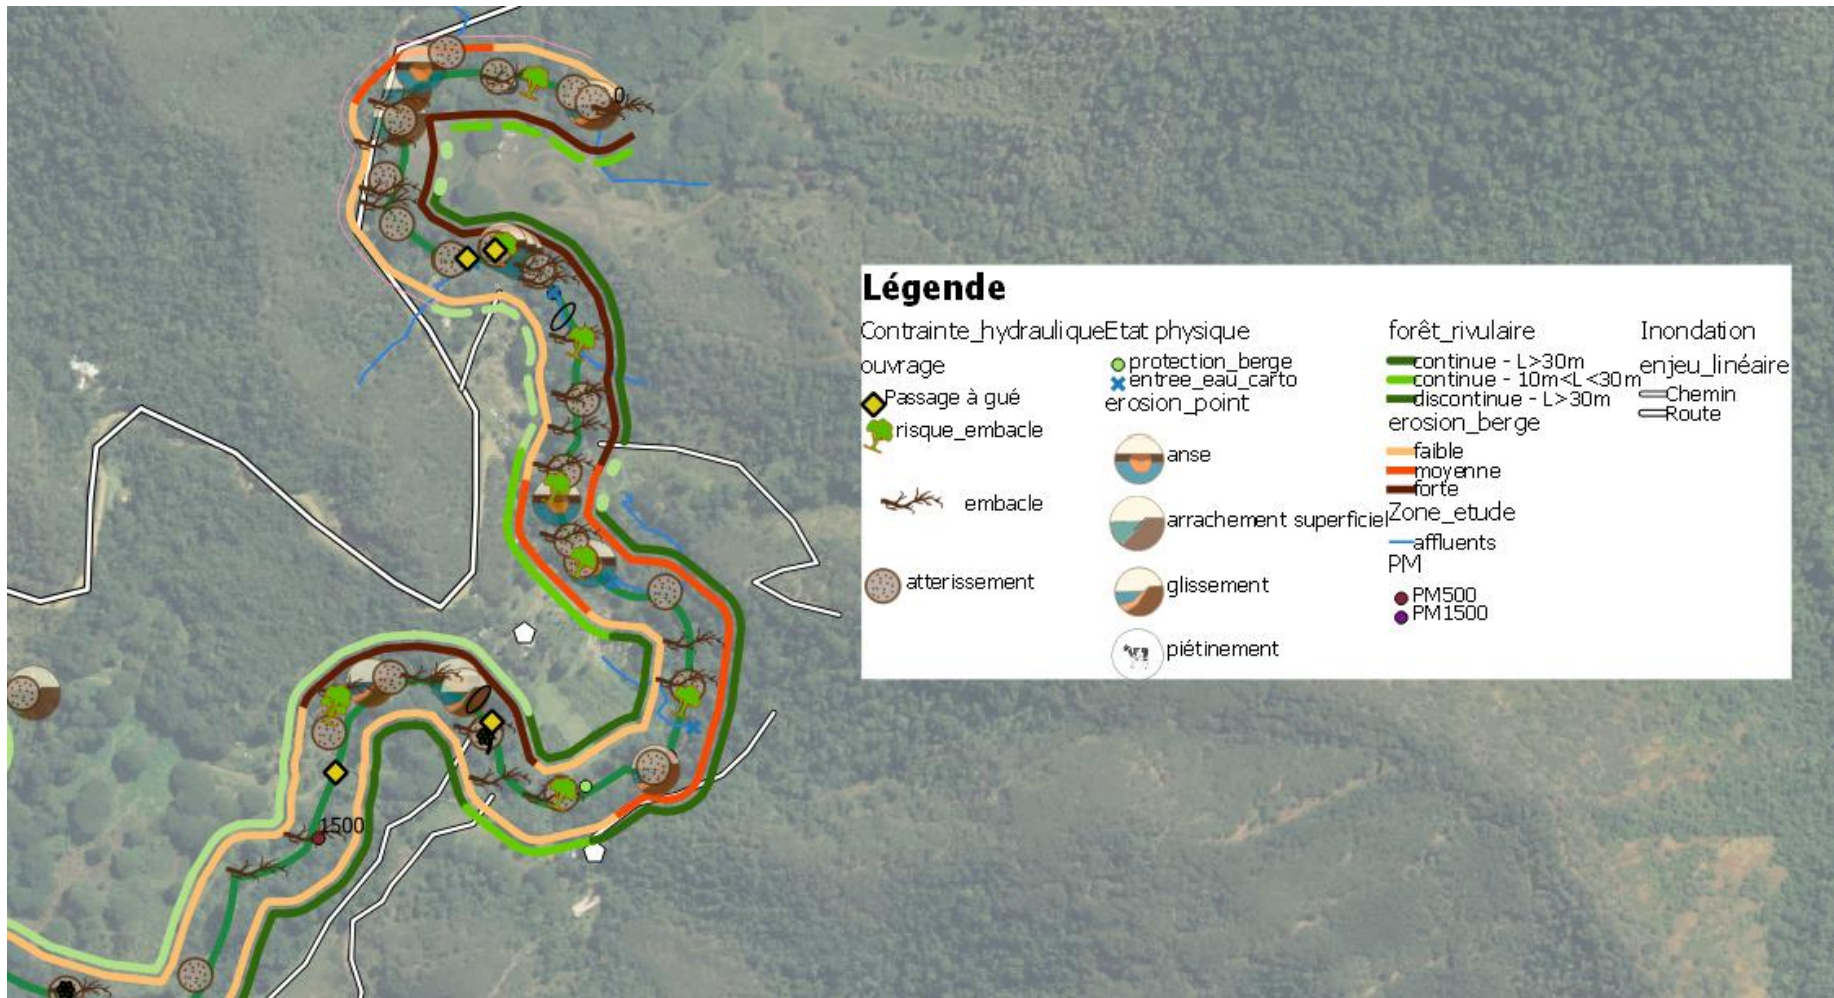 0
Légende
Contrainte_hydraulique
ouvrage
Passage à gué
risque_embacle
embacle
atterissement
Etat physique
protection_berge
entree_eau_carto
erosion_point
anse
arrachement superficiel
glissement
piétinement
forêt_rivulaire
continue - L>30m
continue - 10m<L<30m
discontinue - L>30m
erosion_berge
faible
moyenne
forte
Zone_etude
affluents
PM
PM500
PM1500
Inondation
enjeu_linéaire
Chemin
Route
1500